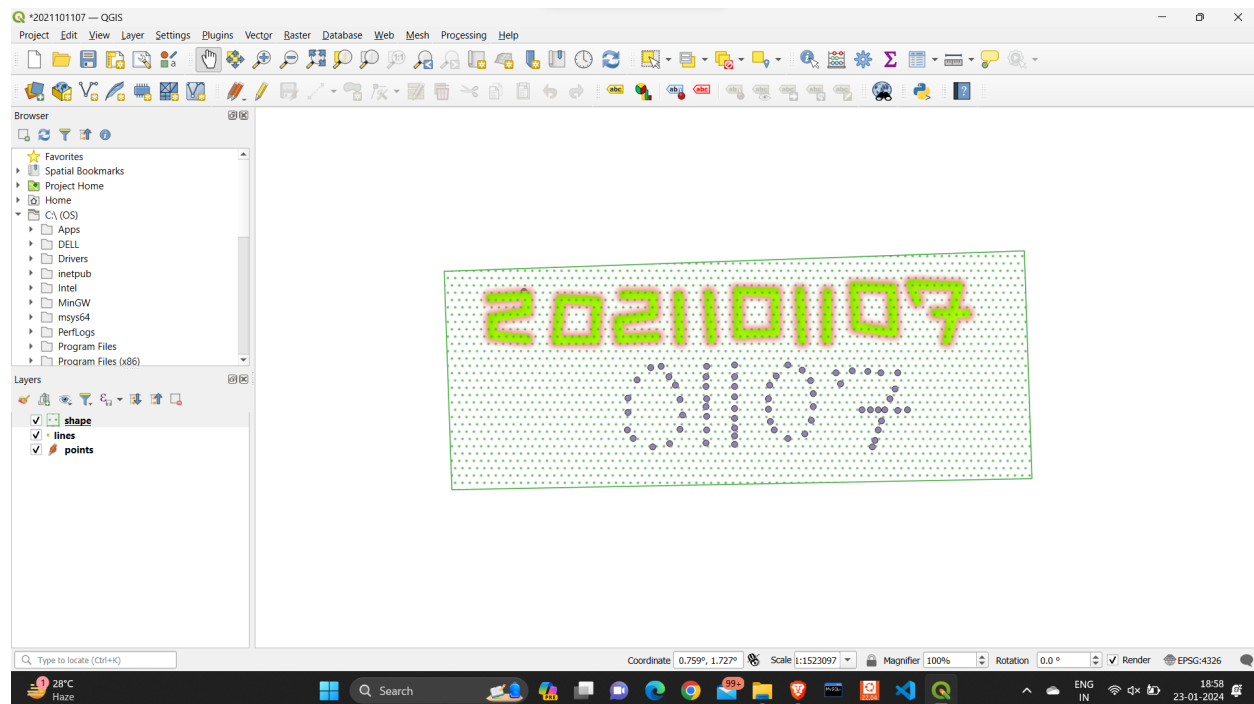 *2021101107 — QGIS
Project Edit View Layer Settings Plugins Vector Raster Database Web Mesh Processing Help
Browser
Favorites
Spatial Bookmarks
Project Home
Home
C:\ (OS)
Apps
DELL
Drivers
inetpub
Intel
MinGW
msys64
PerfLogs
Program Files
Program Files (x86)
2021101107
01107
Layers
shape
lines
points
Type to locate (Ctrl+K) Coordinate 0.759°, 1.727° Scale 1:1523097 Magnifier 100% Rotation 0.0 ° Render EPSG:4326
1 28°C Haze Search 99+ ENG IN 18:58 23-01-2024